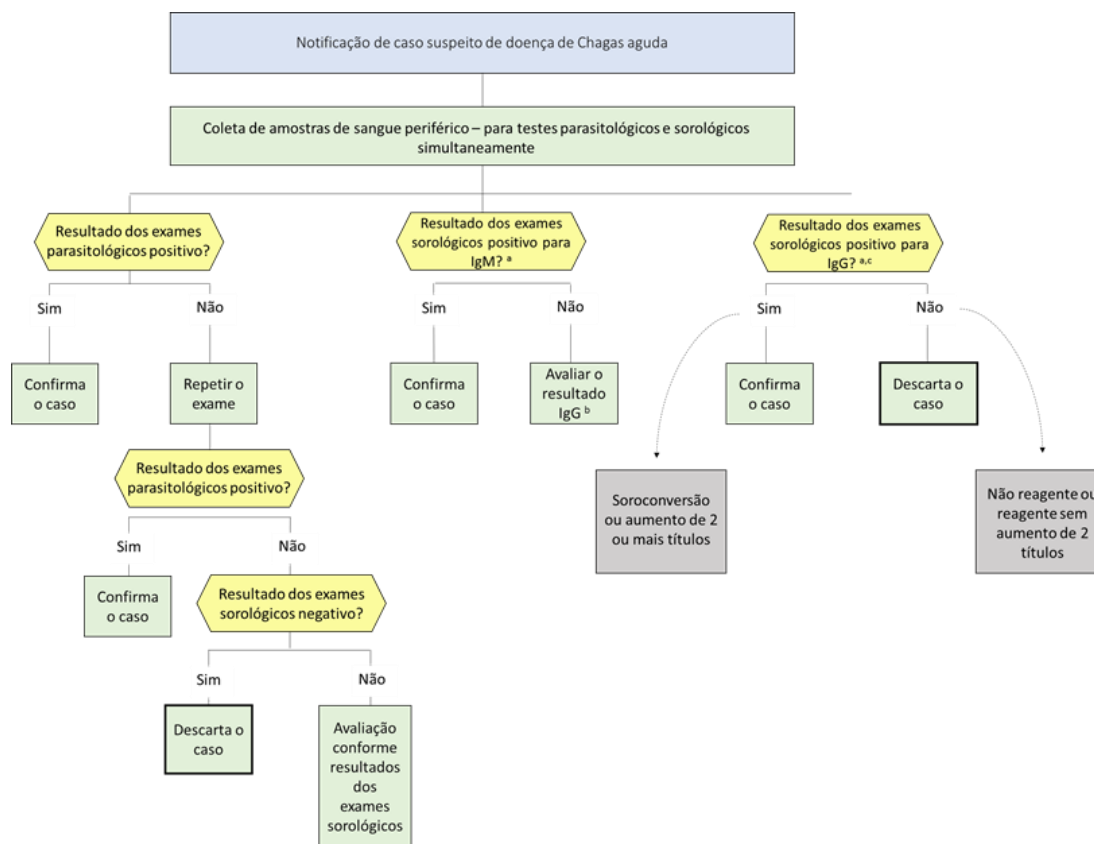 Notificação de caso suspeito de doença de Chagas aguda
Coleta de amostras de sangue periférico – para testes parasitológicos e sorológicos
simultaneamente
Resultado dos exames
parasitológicos positivo?
Resultado dos exames
sorológicos positivo para
IgM? a
Resultado dos exames
sorológicos positivo para
IgG? a,c
Sim
Não
Sim
Não
Sim
Não
Confirma
o caso
Repetir o
exame
Confirma
o caso
Avaliar o
resultado
IgG b
Confirma
o caso
Descarta o
caso
Resultado dos exames
parasitológicos positivo?
Soroconversão
ou aumento de 2
ou mais títulos
Não reagente ou
reagente sem
aumento de 2
títulos
Sim
Não
Confirma
o caso
Resultado dos exames
sorológicos negativo?
Sim
Não
Descarta o
caso
Avaliação
conforme
resultados
dos
exames
sorológicos